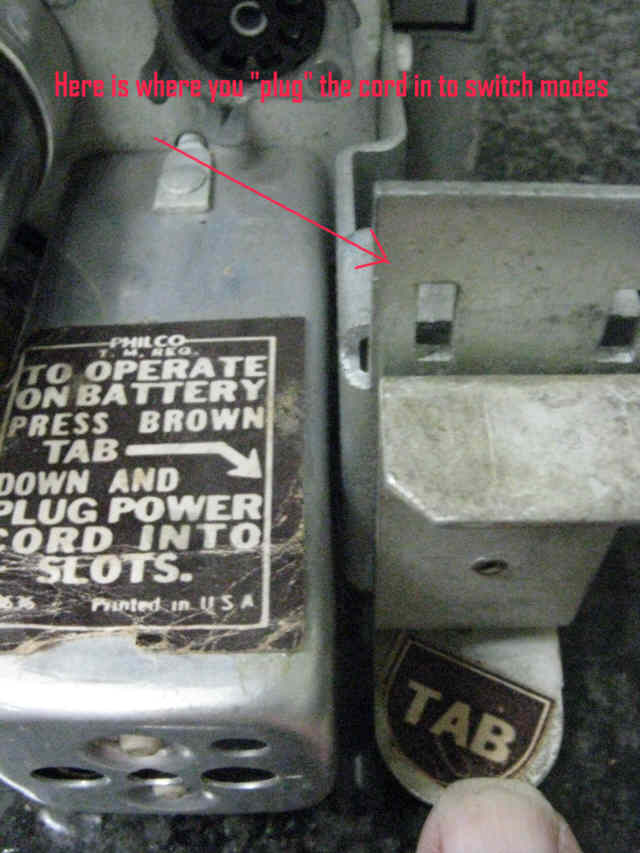 Here is where you "plug" the cord in to switch modes
PHILCO
T. M. REG.
TO OPERATE
ON BATTERY
PRESS BROWN
TAB
DOWN AND
PLUG POWER
CORD INTO
SLOTS.
Printed in U S A
TAB